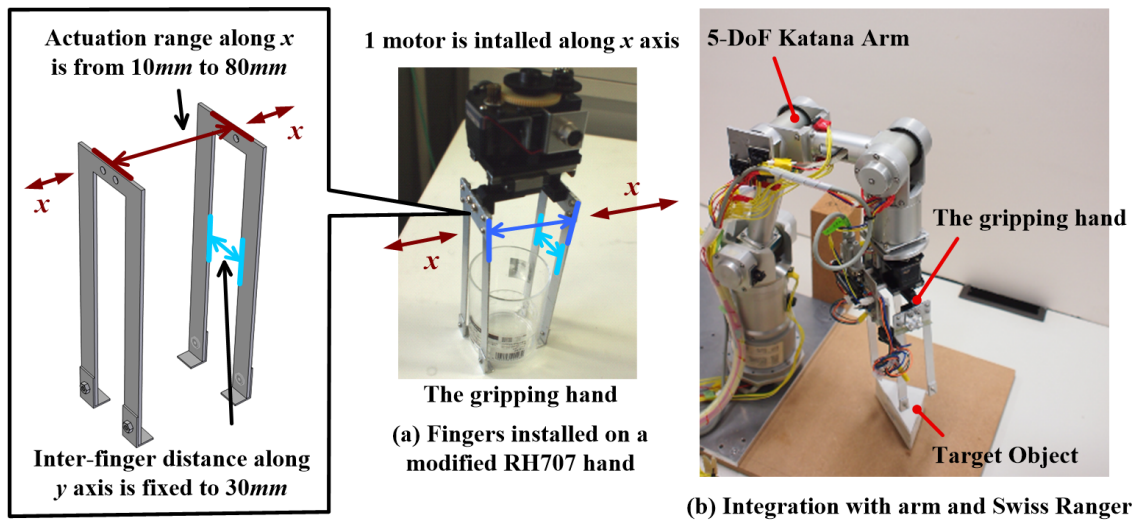 Actuation range along x
is from 10mm to 80mm
x
x
Inter-finger distance along
y axis is fixed to 30mm
1 motor is intalled along x axis
x
x
The gripping hand
(a) Fingers installed on a
modified RH707 hand
5-DoF Katana Arm
The gripping hand
Target Object
(b) Integration with arm and Swiss Ranger